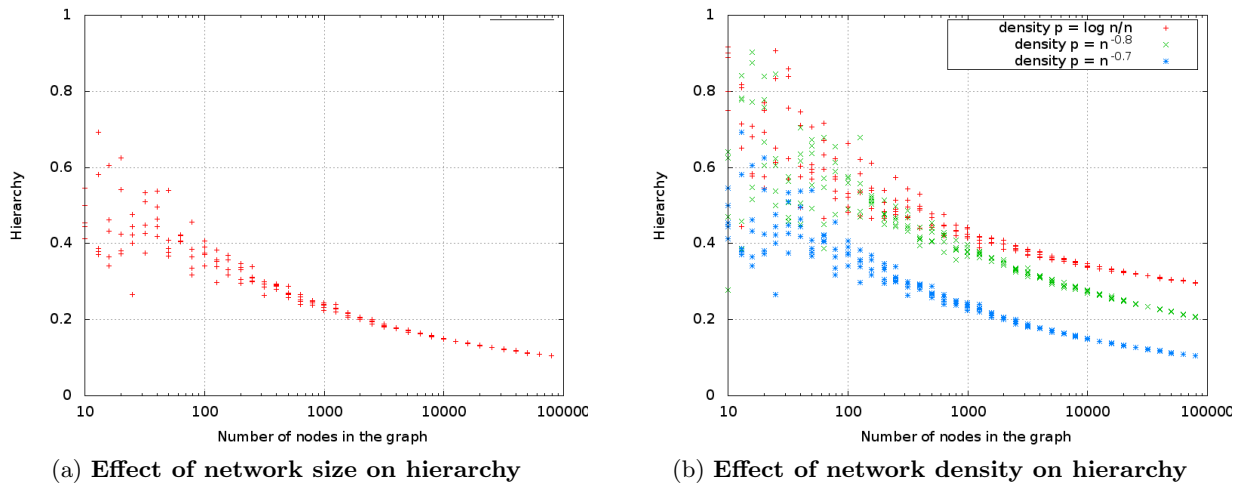 1
0.8
0.6
0.4
0.2
0
Hierarchy
10
100
1000
10000
100000
Number of nodes in the graph
(a) Effect of network size on hierarchy
1
0.8
0.6
0.4
0.2
0
Hierarchy
density p = log n/n
density p = n^-0.8
density p = n^-0.7
10
100
1000
10000
100000
Number of nodes in the graph
(b) Effect of network density on hierarchy